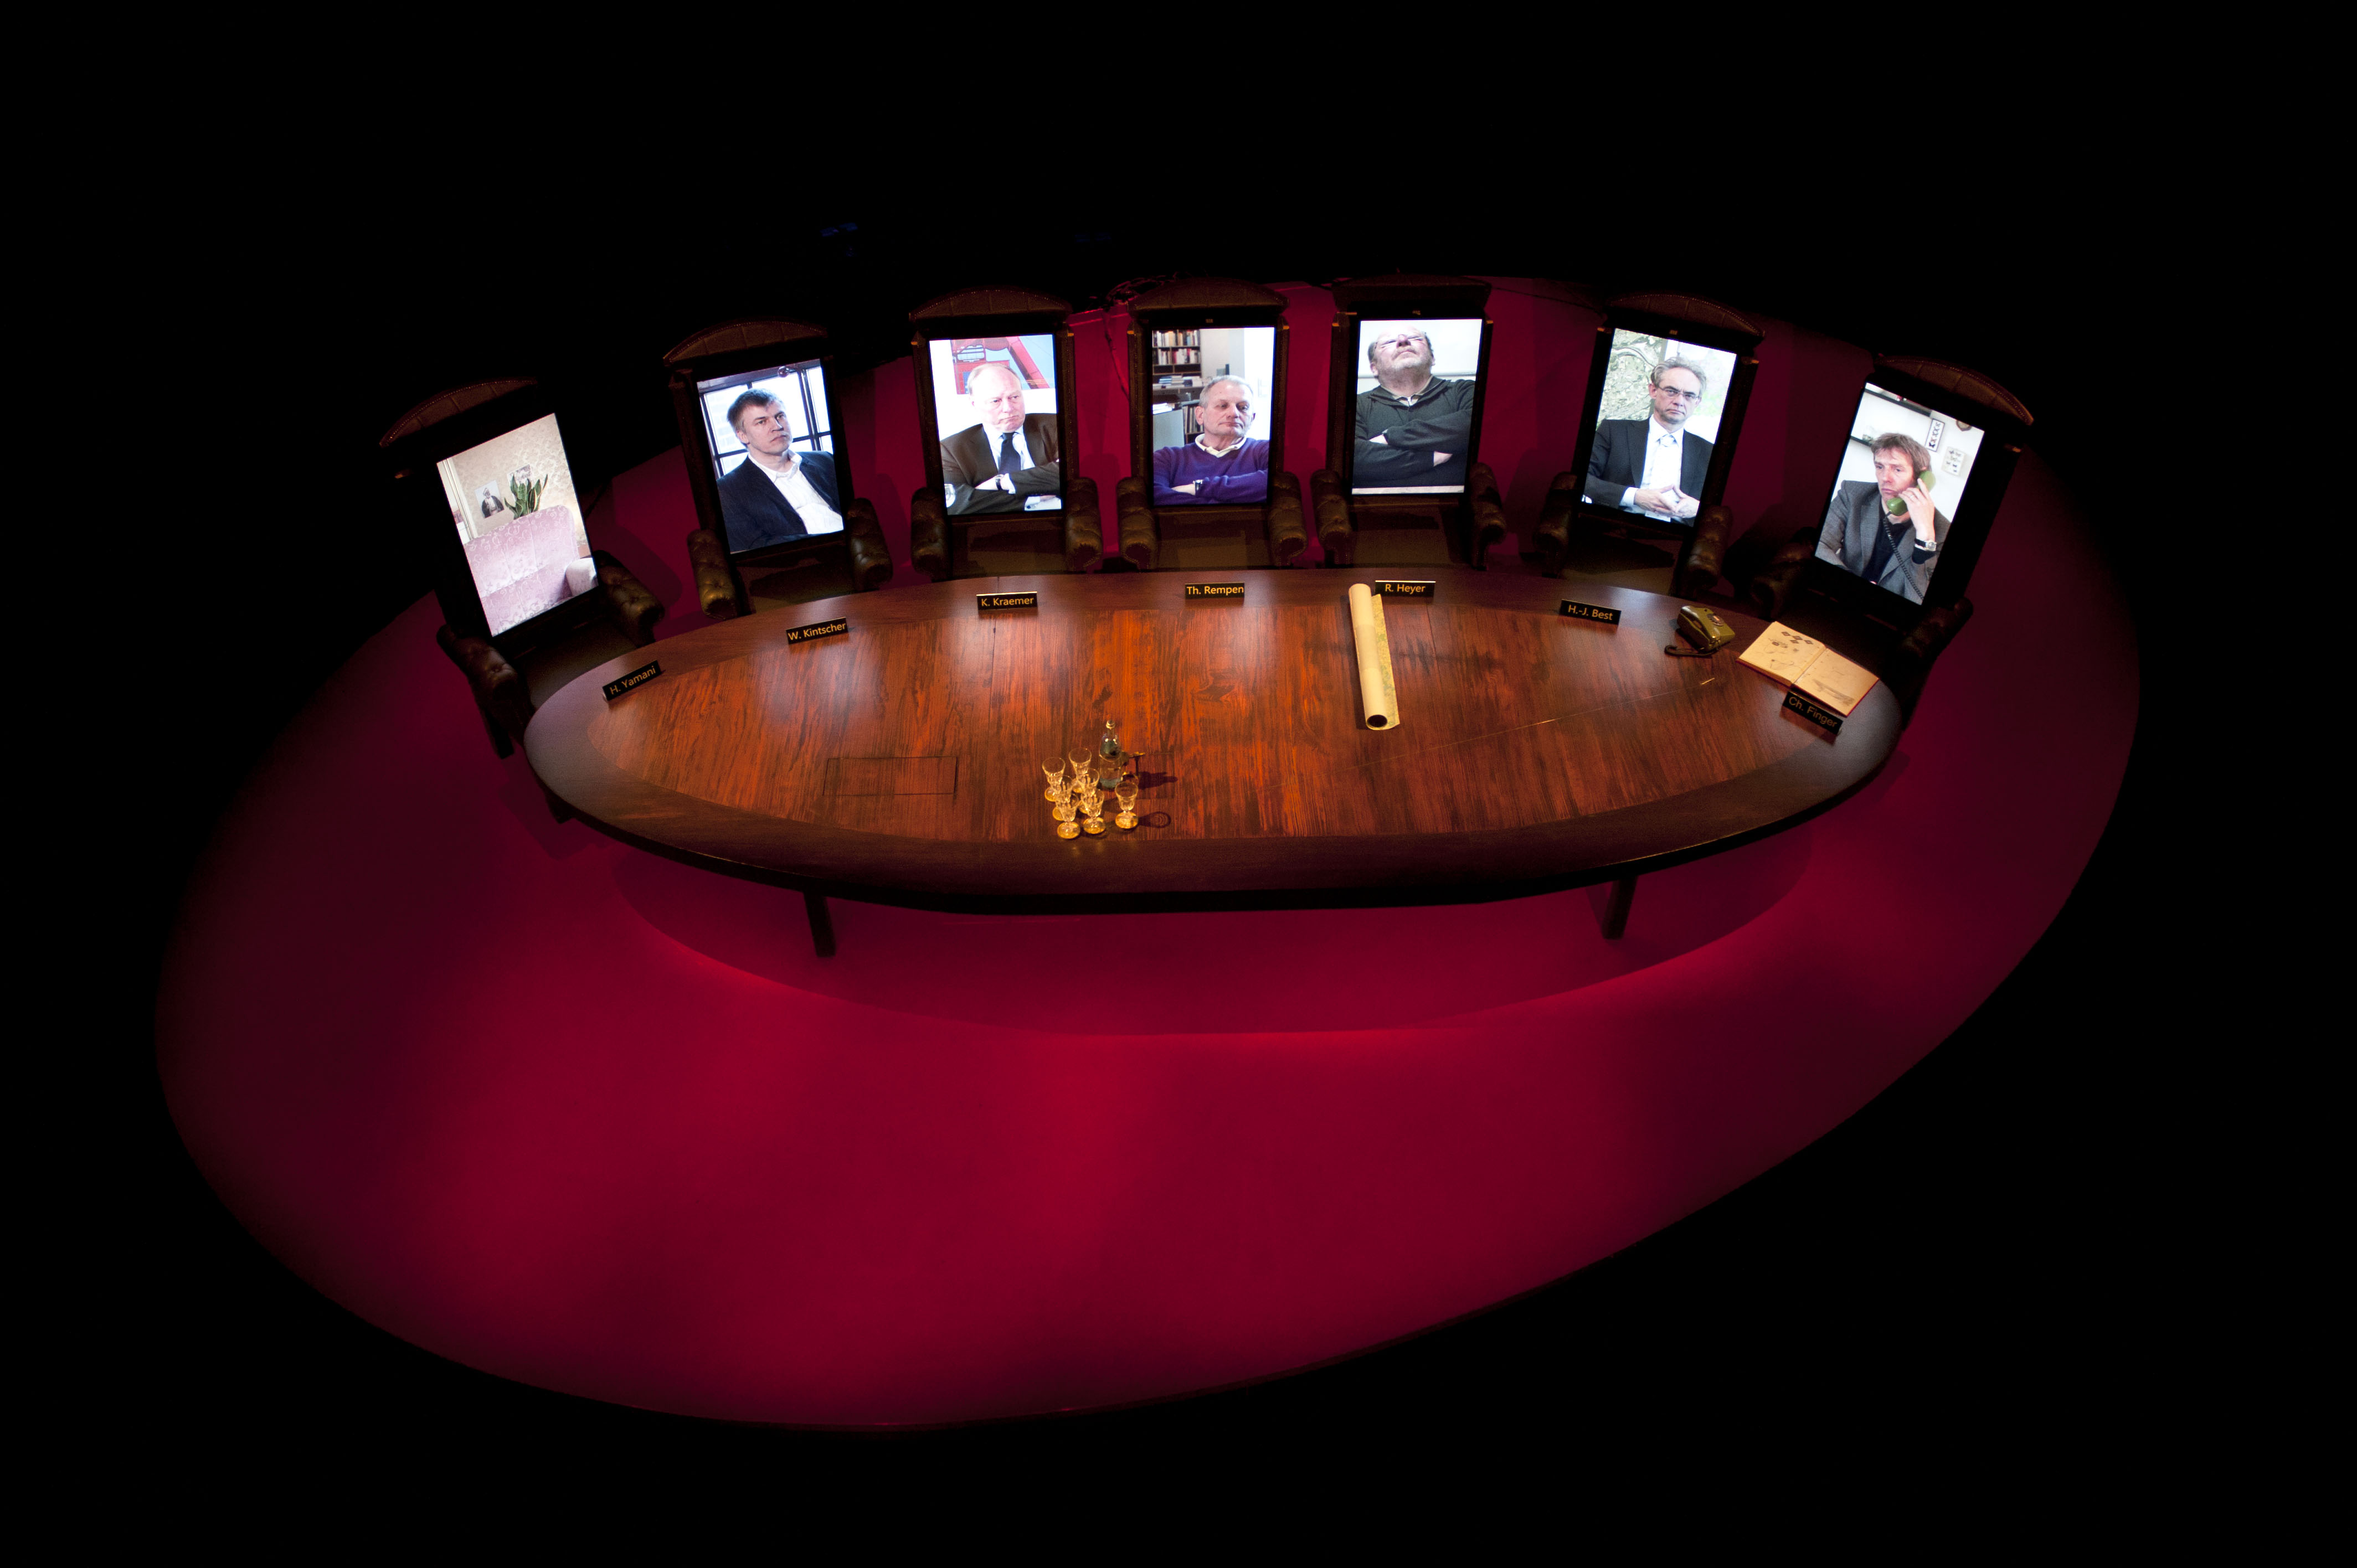 H. Yamani
W. Kintscher
K. Kraemer
Th. Rempen
R. Heyer
H.-J. Best
Ch. Finger